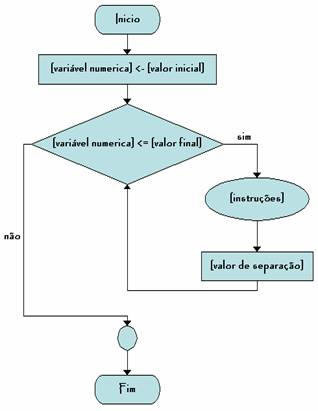 Inicio
[variável numerica] <- [valor inicial]
[variável numerica] <= [valor final]
sim
[instruções]
não
[valor de separação]
Fim